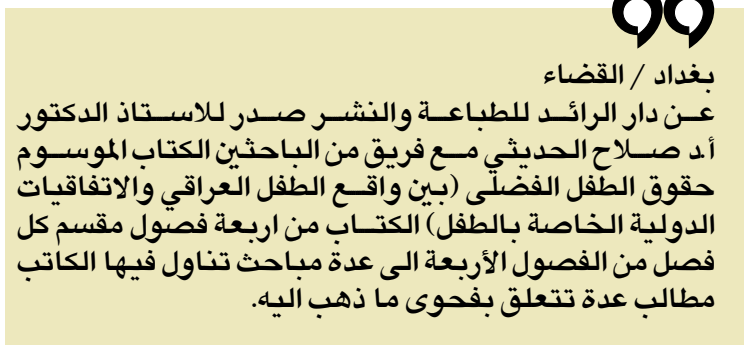 بغداد / القضاء
عن دار الرائد للطباعة والنشر صدر للاستاذ الدكتور
أ.د صلاح الحديثي مع فريق من الباحثين الكتاب الموسوم
حقوق الطفل الفضلى (بين واقع الطفل العراقي والاتفاقيات
الدولية الخاصة بالطفل) الكتاب من اربعة فصول مقسم كل
فصل من الفصول الأربعة الى عدة مباحث تناول فيها الكاتب
مطالب عدة تتعلق بفحوى ما ذهب اليه.